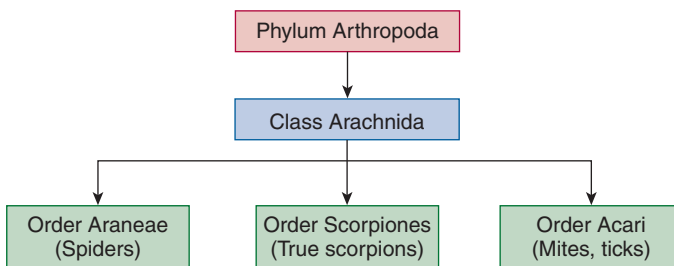 Phylum Arthropoda
Class Arachnida
Order Araneae
(Spiders)
Order Scorpiones
(True scorpions)
Order Acari
(Mites, ticks)